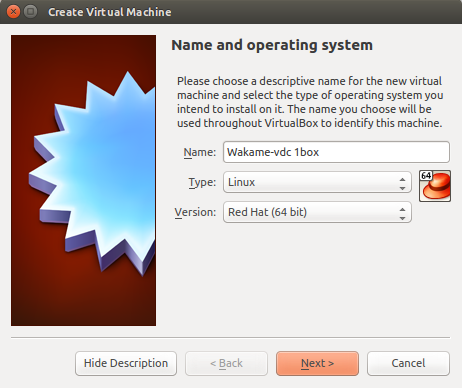 Create Virtual Machine
Name and operating system
Please choose a descriptive name for the new virtual
machine and select the type of operating system you
intend to install on it. The name you choose will be
used throughout VirtualBox to identify this machine.
Name: Wakame-vdc 1box
Type: Linux
64
Version: Red Hat (64 bit)
Hide Description < Back Next > Cancel